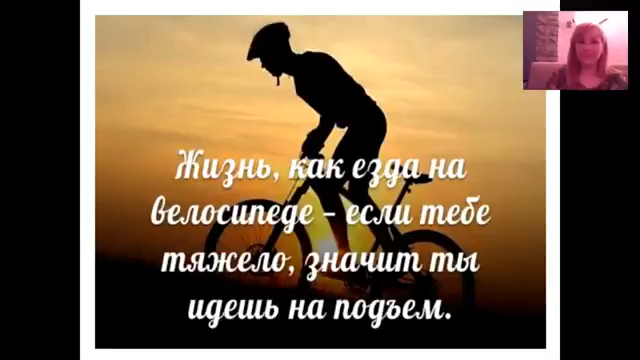 Жизнь, как езда на
велосипеде – если тебе
тяжело, значит ты
идешь на подъем.